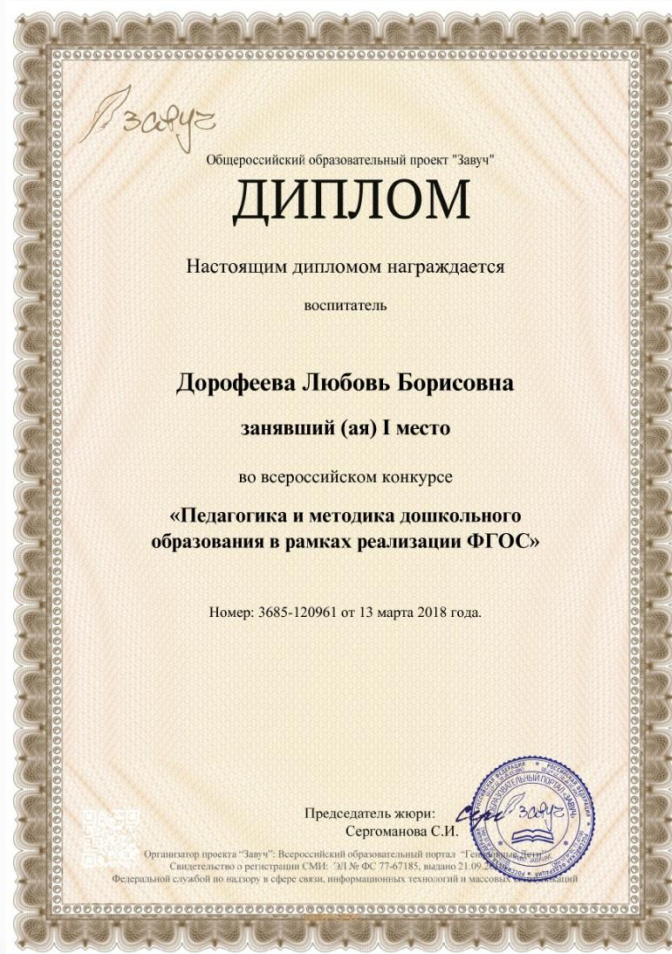 завуч
Общероссийский образовательный проект "Завуч"
ДИПЛОМ
Настоящим дипломом награждается
воспитатель
Дорофеева Любовь Борисовна
занявший (ая) I место
во всероссийском конкурсе
«Педагогика и методика дошкольного
образования в рамках реализации ФГОС»
Номер: 3685-120961 от 13 марта 2018 года.
Председатель жюри:
Сергоманова С.И.
завуч
Организатор проекта "Завуч": Всероссийский образовательный портал
Свидетельство о регистрации СМИ: ЭЛ № ФС 77-67185, выдано 21.09.
Федеральной службой по надзору в сфере связи, информационных технологий и массовых